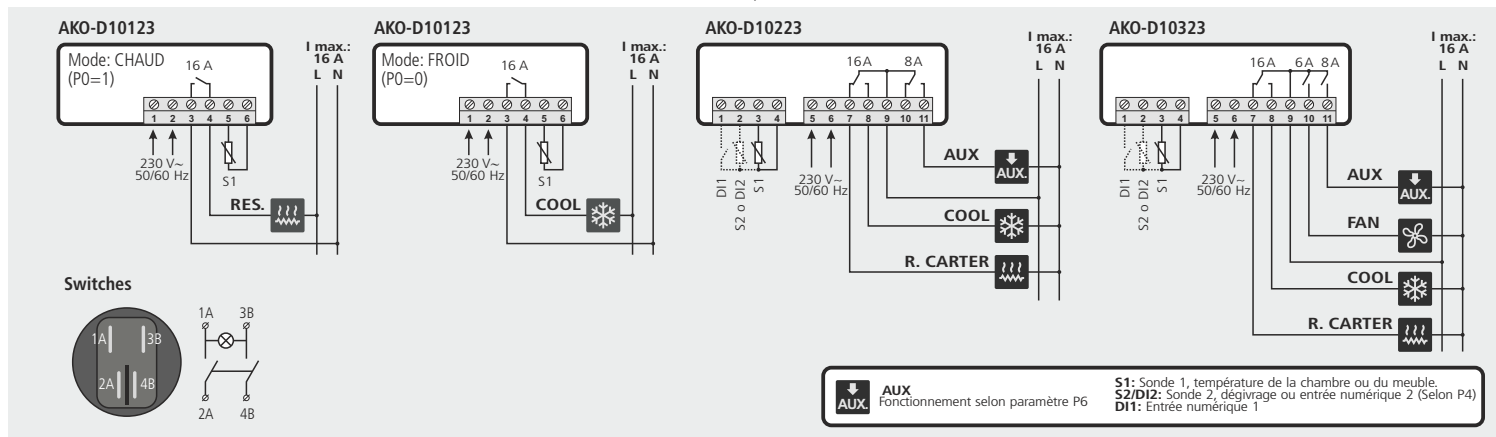 AKO-D10123
Mode: CHAUD
(P0=1)
16 A
I max.:
16 A
L N
1 2 3 4 5 6
230 V~
50/60 Hz
S1
RES.
AKO-D10123
Mode: FROID
(P0=0)
16 A
I max.:
16 A
L N
1 2 3 4 5 6
230 V~
50/60 Hz
S1
COOL
AKO-D10223
16A 8A
I max.:
16 A
L N
1 2 3 4 5 6 7 8 9 10 11
DI1
S2 o DI2
S1
230 V~
50/60 Hz
AUX
AUX.
COOL
R. CARTER
AKO-D10323
16A 6A 8A
I max.:
16 A
L N
1 2 3 4 5 6 7 8 9 10 11
DI1
S2 o DI2
S1
230 V~
50/60 Hz
AUX
AUX.
FAN
COOL
R. CARTER
Switches
1A 3B
2A 4B
1A 3B
2A 4B
AUX.
AUX
Fonctionnement selon paramètre P6
S1: Sonde 1, température de la chambre ou du meuble.
S2/DI2: Sonde 2, dégivrage ou entrée numérique 2 (Selon P4)
DI1: Entrée numérique 1